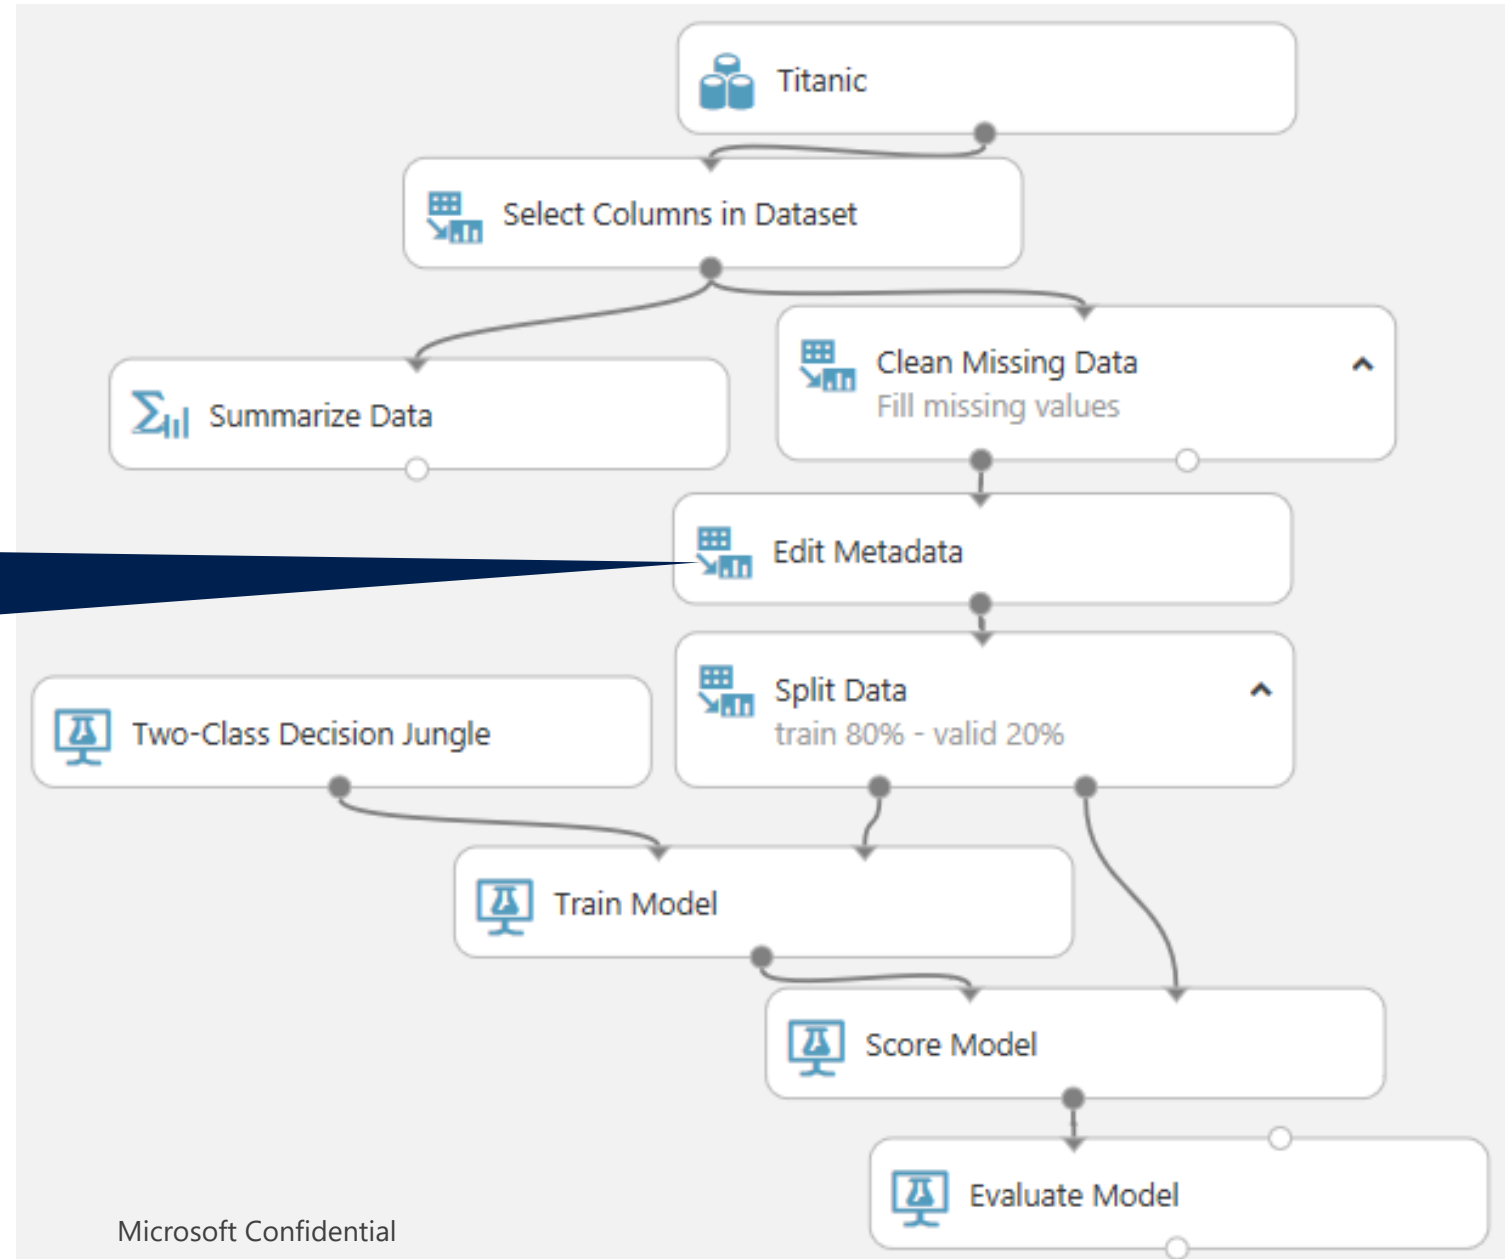 Titanic
Select Columns in Dataset
Clean Missing Data
Fill missing values
Summarize Data
Edit Metadata
Split Data
train 80% - valid 20%
Two-Class Decision Jungle
Train Model
Score Model
Evaluate Model
Microsoft Confidential